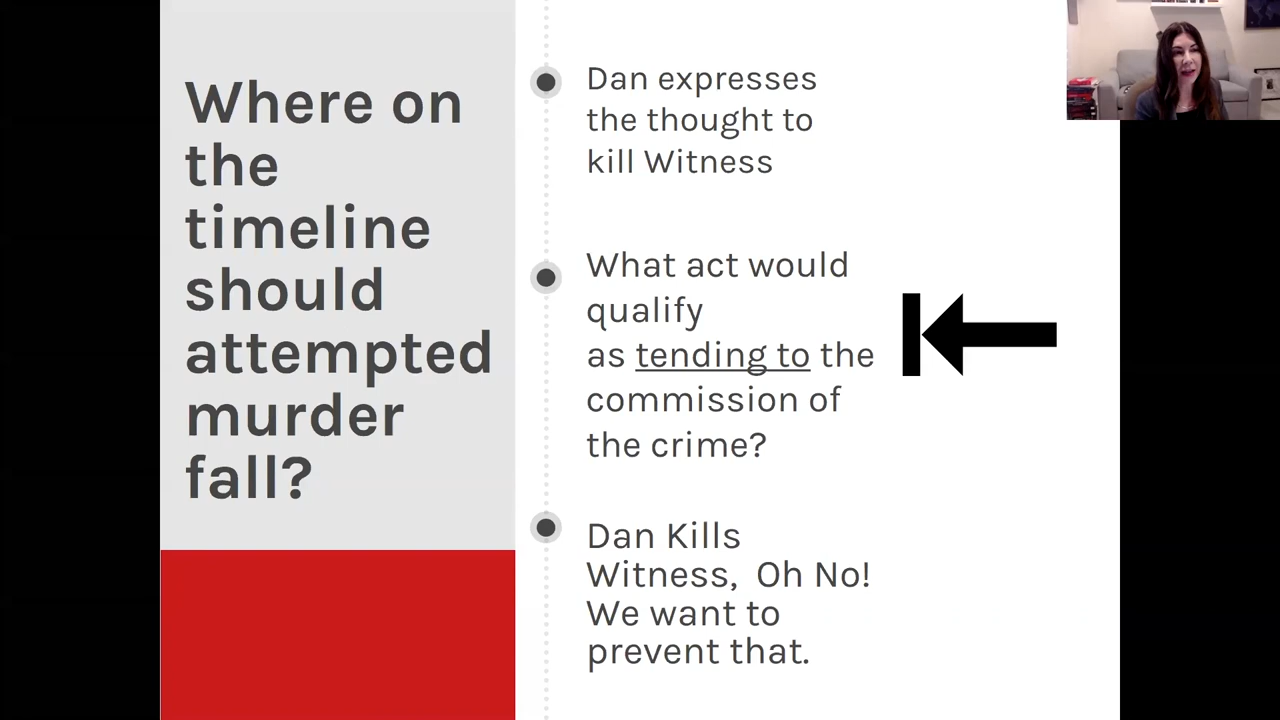 Where on
the
timeline
should
attempted
murder
fall?
Dan expresses
the thought to
kill Witness
What act would
qualify
as tending to the
commission of
the crime?
Dan Kills
Witness, Oh No!
We want to
prevent that.